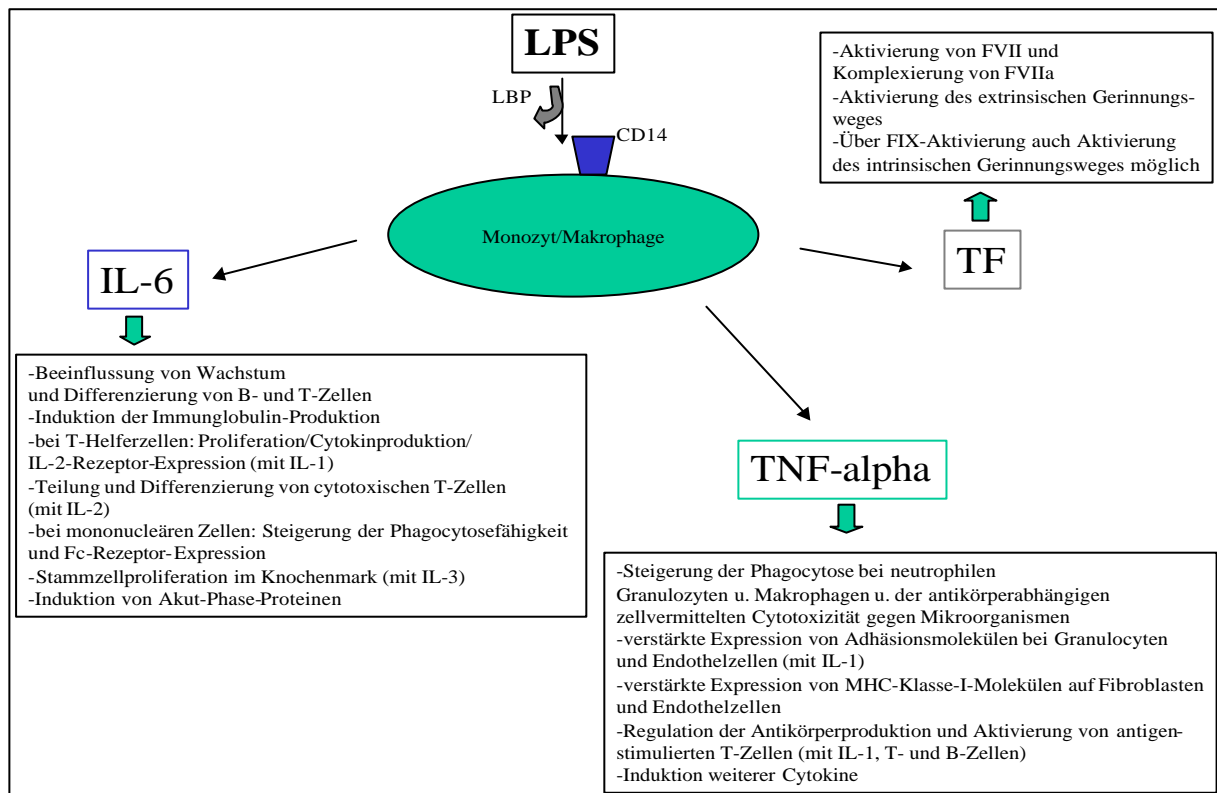 LPS
LBP
CD14
Monozyt/Makrophage
-Aktivierung von FVII und
Komplexierung von FVIIa
-Aktivierung des extrinsischen Gerinnungs-
weges
-Über FIX-Aktivierung auch Aktivierung
des intrinsischen Gerinnungsweges möglich
TF
IL-6
-Beeinflussung von Wachstum
und Differenzierung von B- und T-Zellen
-Induktion der Immunglobulin-Produktion
-bei T-Helferzellen: Proliferation/Cytokinproduktion/
IL-2-Rezeptor-Expression (mit IL-1)
-Teilung und Differenzierung von cytotoxischen T-Zellen
(mit IL-2)
-bei mononucleären Zellen: Steigerung der Phagocytosefähigkeit
und Fc-Rezeptor-Expression
-Stammzellproliferation im Knochenmark (mit IL-3)
-Induktion von Akut-Phase-Proteinen
TNF-alpha
-Steigerung der Phagocytose bei neutrophilen
Granulozyten u. Makrophagen u. der antikörperabhängigen
zellvermittelten Cytotoxizität gegen Mikroorganismen
-verstärkte Expression von Adhäsionsmolekülen bei Granulocyten
und Endothelzellen (mit IL-1)
-verstärkte Expression von MHC-Klasse-I-Molekülen auf Fibroblasten
und Endothelzellen
-Regulation der Antikörperproduktion und Aktivierung von antigen-
stimulierten T-Zellen (mit IL-1, T- und B-Zellen)
-Induktion weiterer Cytokine